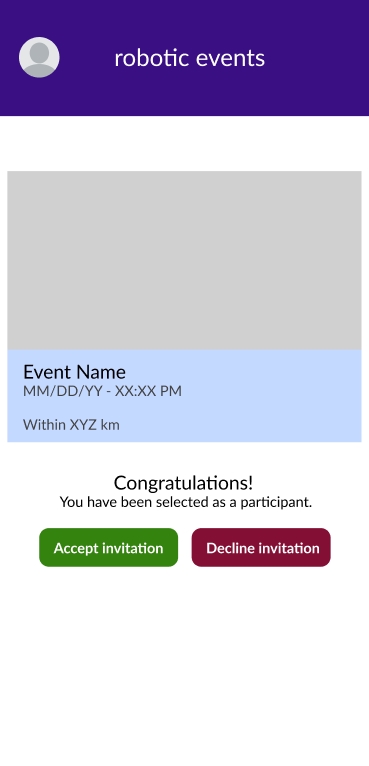 robotic events
Event Name
MM/DD/YY - XX:XX PM
Within XYZ km
Congratulations!
You have been selected as a participant.
Accept invitation
Decline invitation